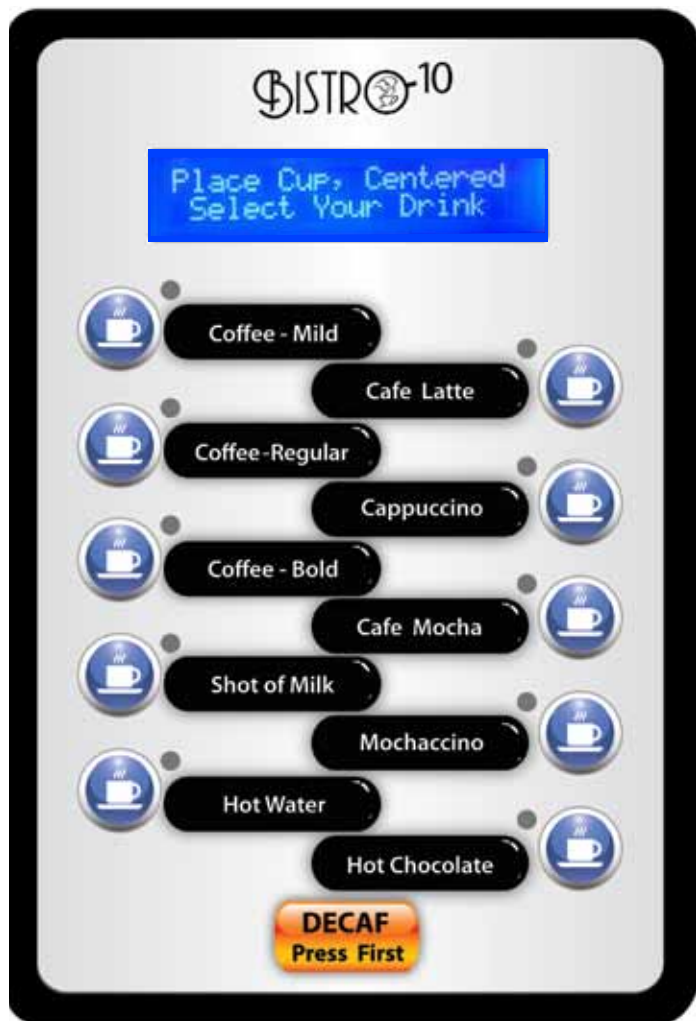 BISTRO-10
Place Cup, Centered
Select Your Drink
Coffee - Mild
Cafe Latte
Coffee-Regular
Cappuccino
Coffee - Bold
Cafe Mocha
Shot of Milk
Mochaccino
Hot Water
Hot Chocolate
DECAF
Press First